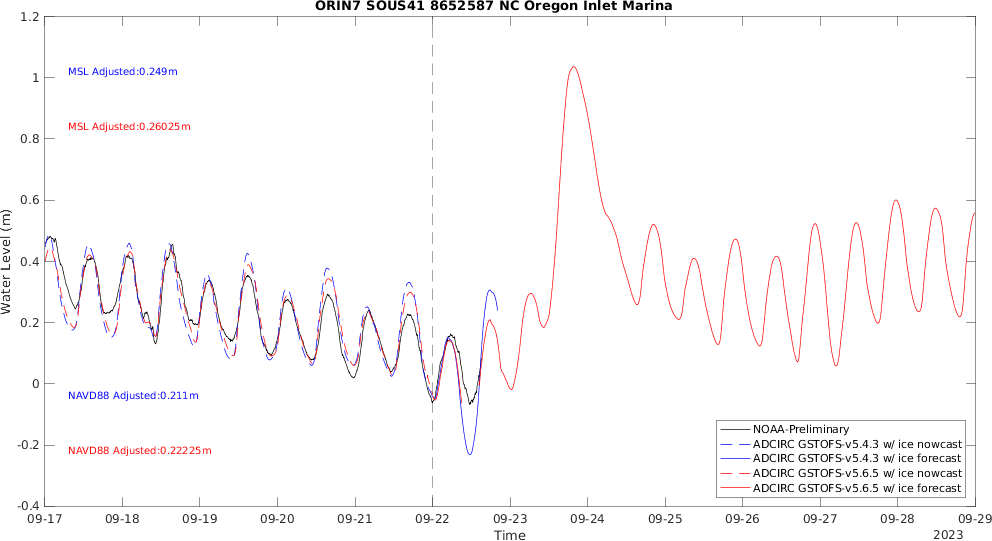 ORIN7 SOUS41 8652587 NC Oregon Inlet Marina
1.2
1
0.8
0.6
0.4
0.2
0
-0.2
-0.4
Water Level (m)
MSL Adjusted:0.249m
MSL Adjusted:0.26025m
NAVD88 Adjusted:0.211m
NAVD88 Adjusted:0.22225m
NOAA-Preliminary
ADCIRC GSTOFS-v5.4.3 w/ ice nowcast
ADCIRC GSTOFS-v5.4.3 w/ ice forecast
ADCIRC GSTOFS-v5.6.5 w/ ice nowcast
ADCIRC GSTOFS-v5.6.5 w/ ice forecast
09-17 09-18 09-19 09-20 09-21 09-22 09-23 09-24 09-25 09-26 09-27 09-28 09-29
Time
2023